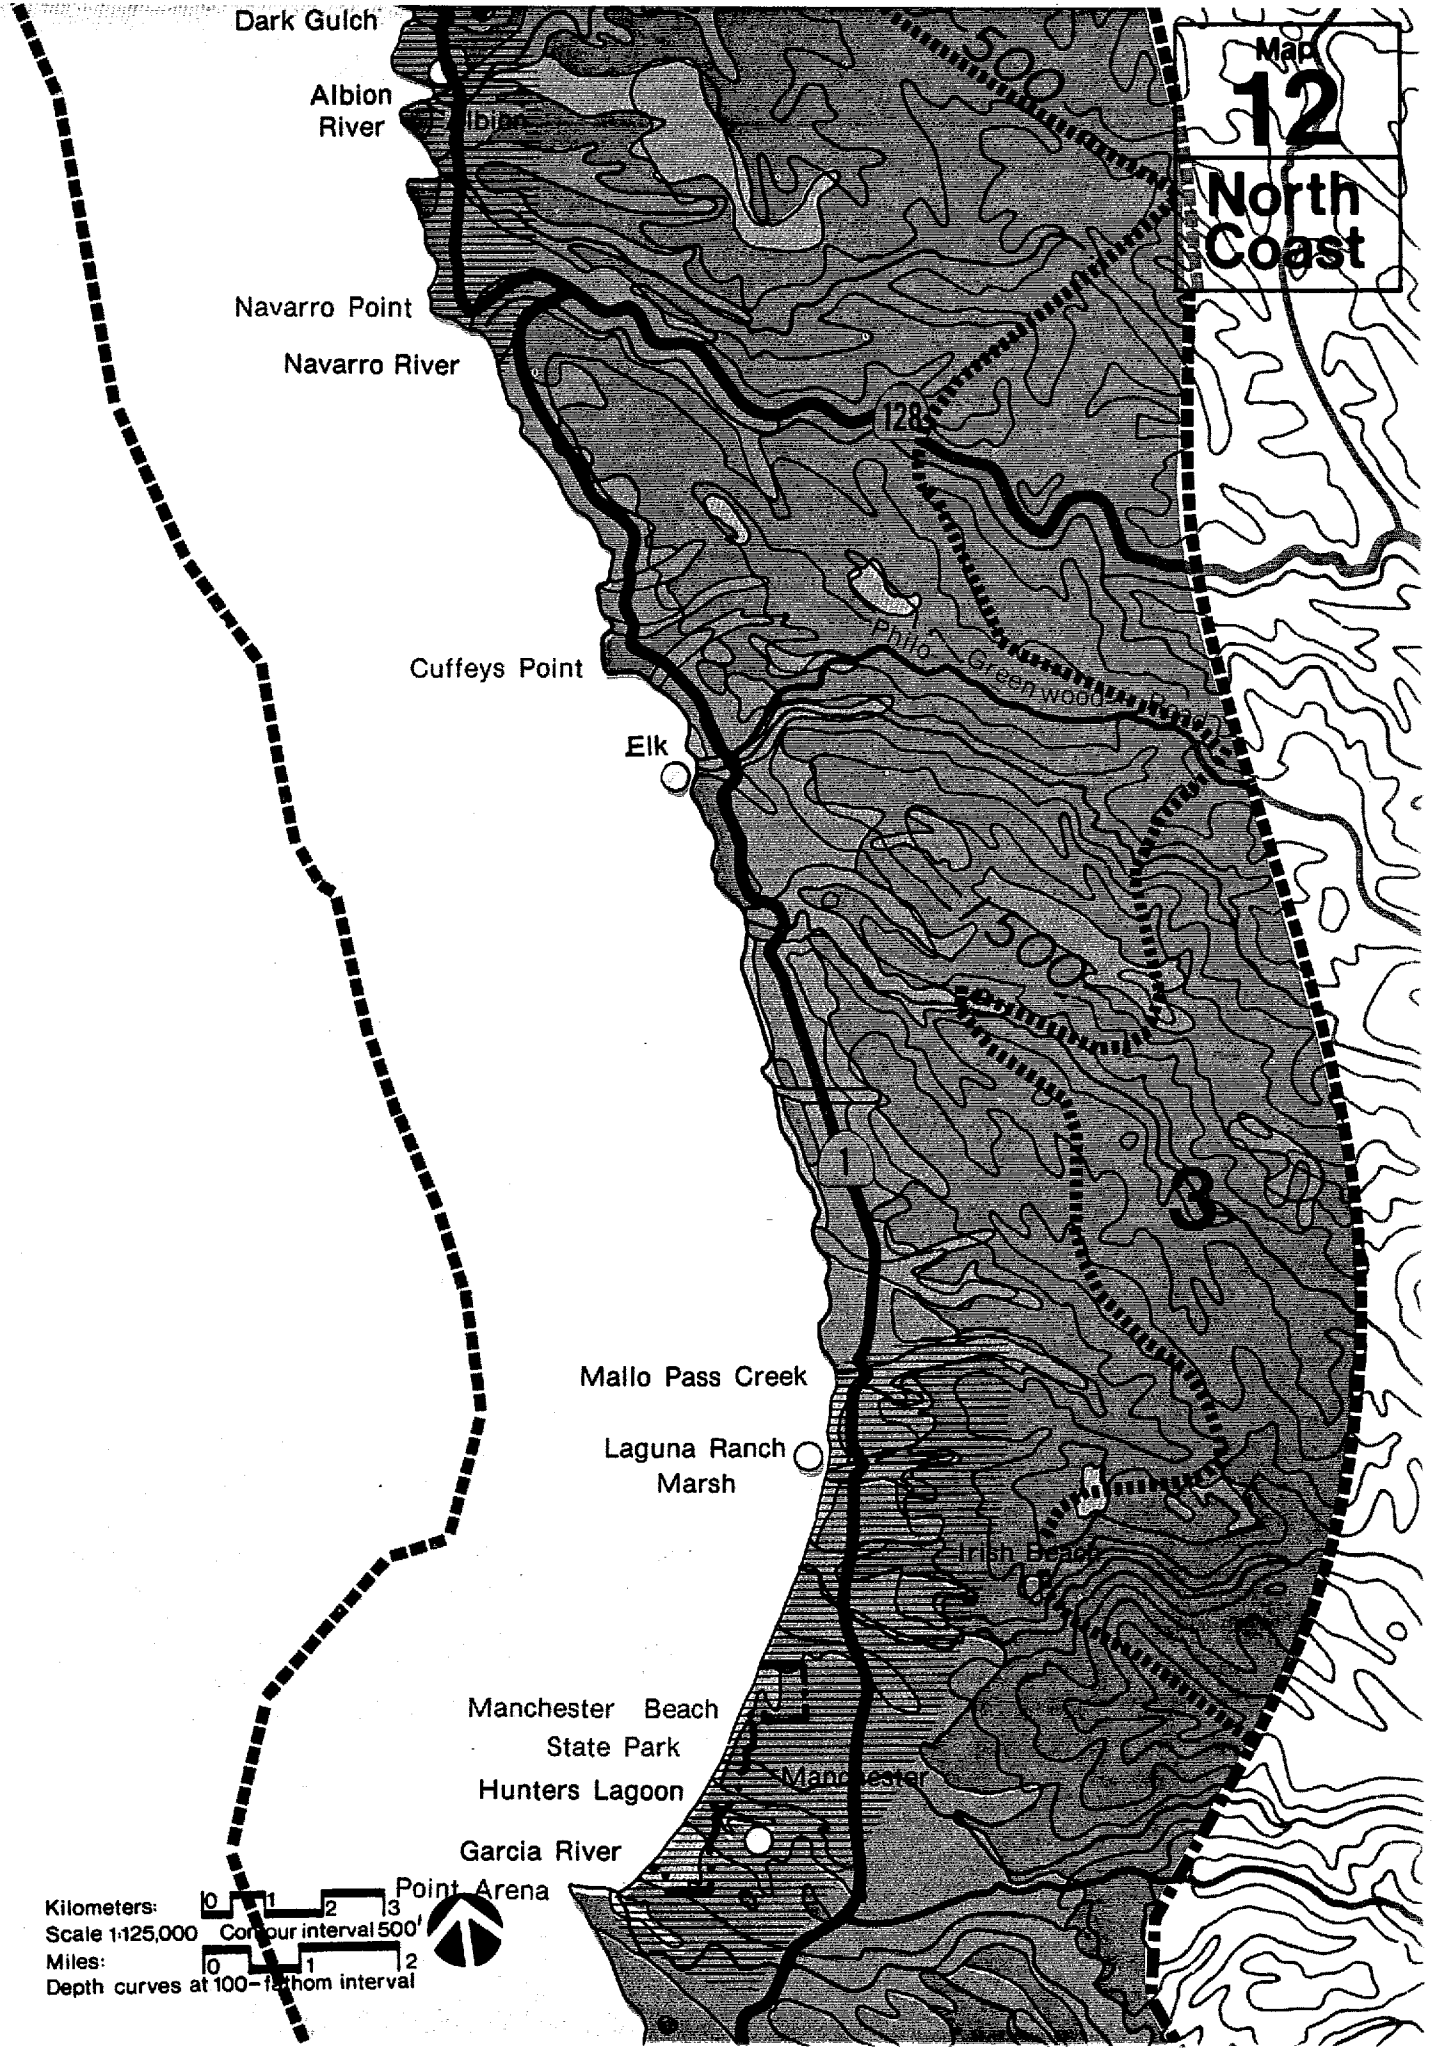 Dark Gulch
Map
12
North
Coast
500
Albion
River
Albion
Navarro Point
Navarro River
128
Philo Greenwood Road
Cuffeys Point
Elk
1500
1
3
Mallo Pass Creek
Laguna Ranch
Marsh
Irish Beach
Manchester Beach
State Park
Manchester
Hunters Lagoon
Garcia River
Point Arena
Kilometers: 0 1 2 3
Scale 1:125,000 Contour interval 500'
Miles: 0 1 2
Depth curves at 100-fathom interval